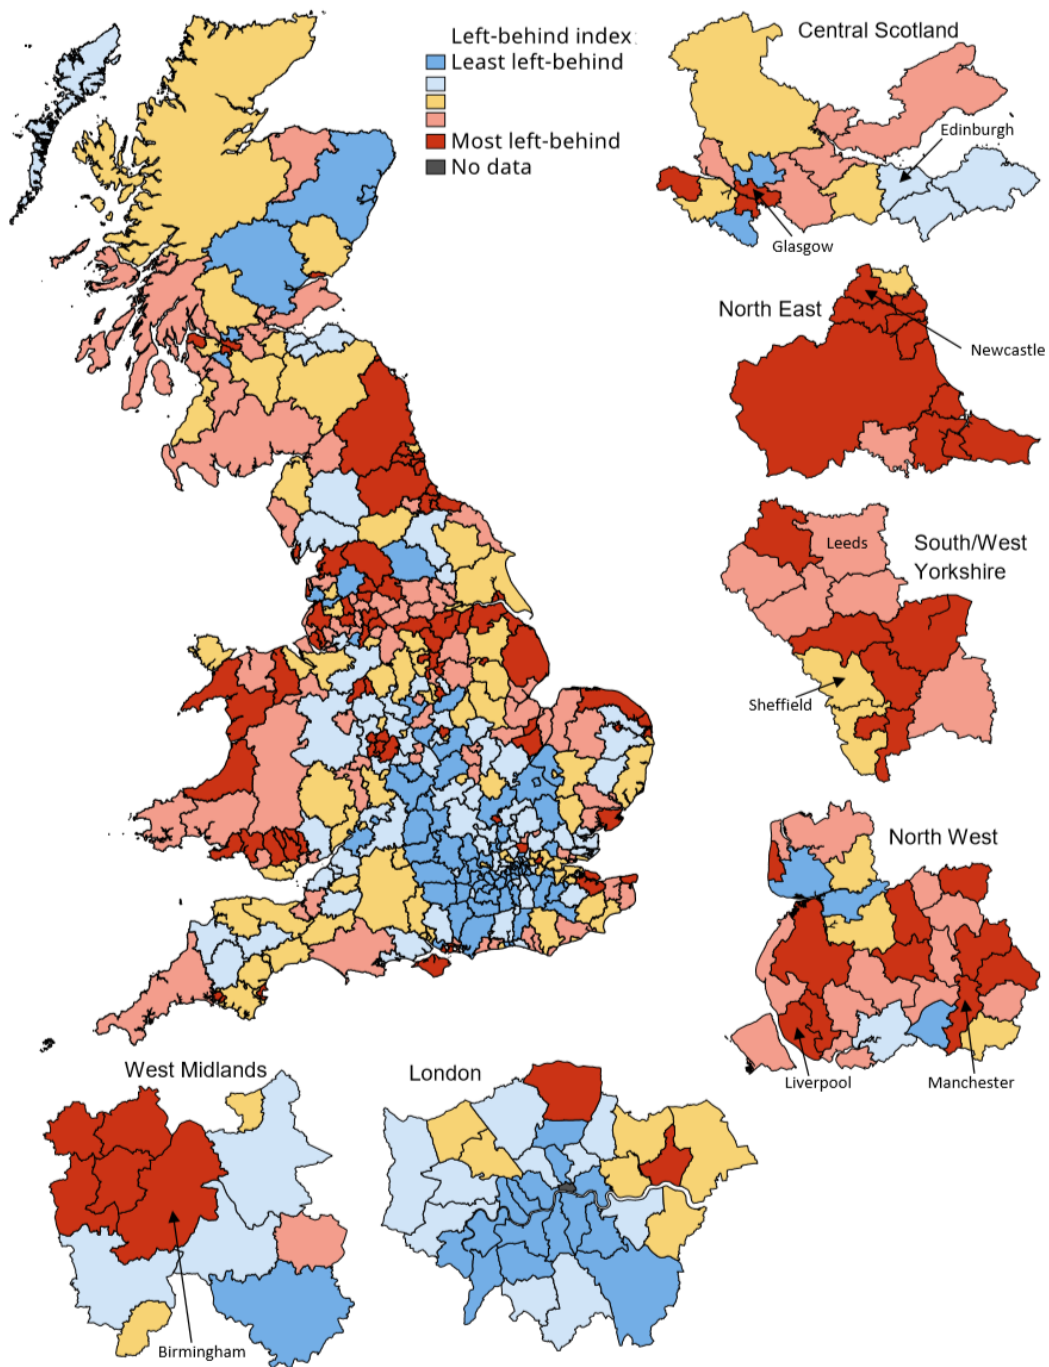 Left-behind index:
Least left-behind
Most left-behind
No data
Central Scotland
Edinburgh
Glasgow
North East
Newcastle
Leeds
South/West
Yorkshire
Sheffield
North West
Liverpool
Manchester
West Midlands
Birmingham
London